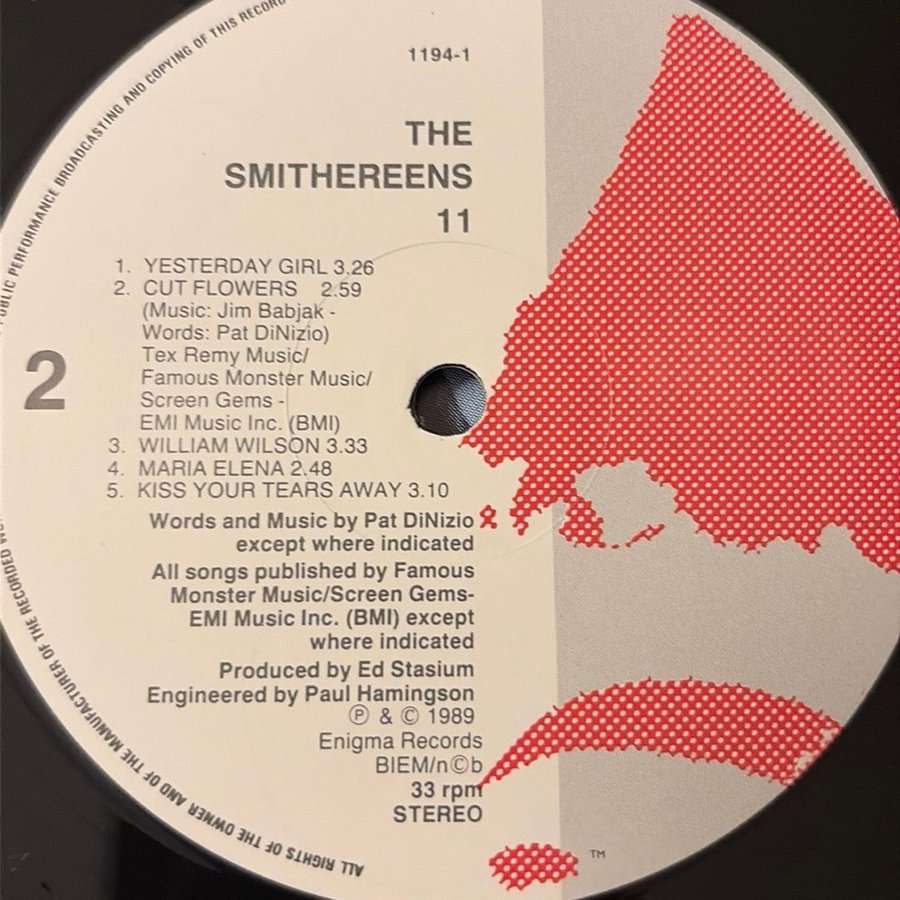 1194-1
THE
SMITHEREENS
11
1. YESTERDAY GIRL 3.26
2. CUT FLOWERS 2.59
(Music: Jim Babjak -
Words: Pat DiNizio)
Tex Remy Music/
Famous Monster Music/
Screen Gems -
EMI Music Inc. (BMI)
3. WILLIAM WILSON 3.33
4. MARIA ELENA 2.48
5. KISS YOUR TEARS AWAY 3.10
2
Words and Music by Pat DiNizio
except where indicated
All songs published by Famous
Monster Music/Screen Gems-
EMI Music Inc. (BMI) except
where indicated
Produced by Ed Stasium
Engineered by Paul Hamingson
Ⓟ & © 1989
Enigma Records
BIEM/n©b
33 rpm
STEREO
TM
ALL RIGHTS OF THE OWNER AND OF THE MANUFACTURER OF THE RECORDED
PUBLIC PERFORMANCE BROADCASTING AND COPYING OF THIS RECORD